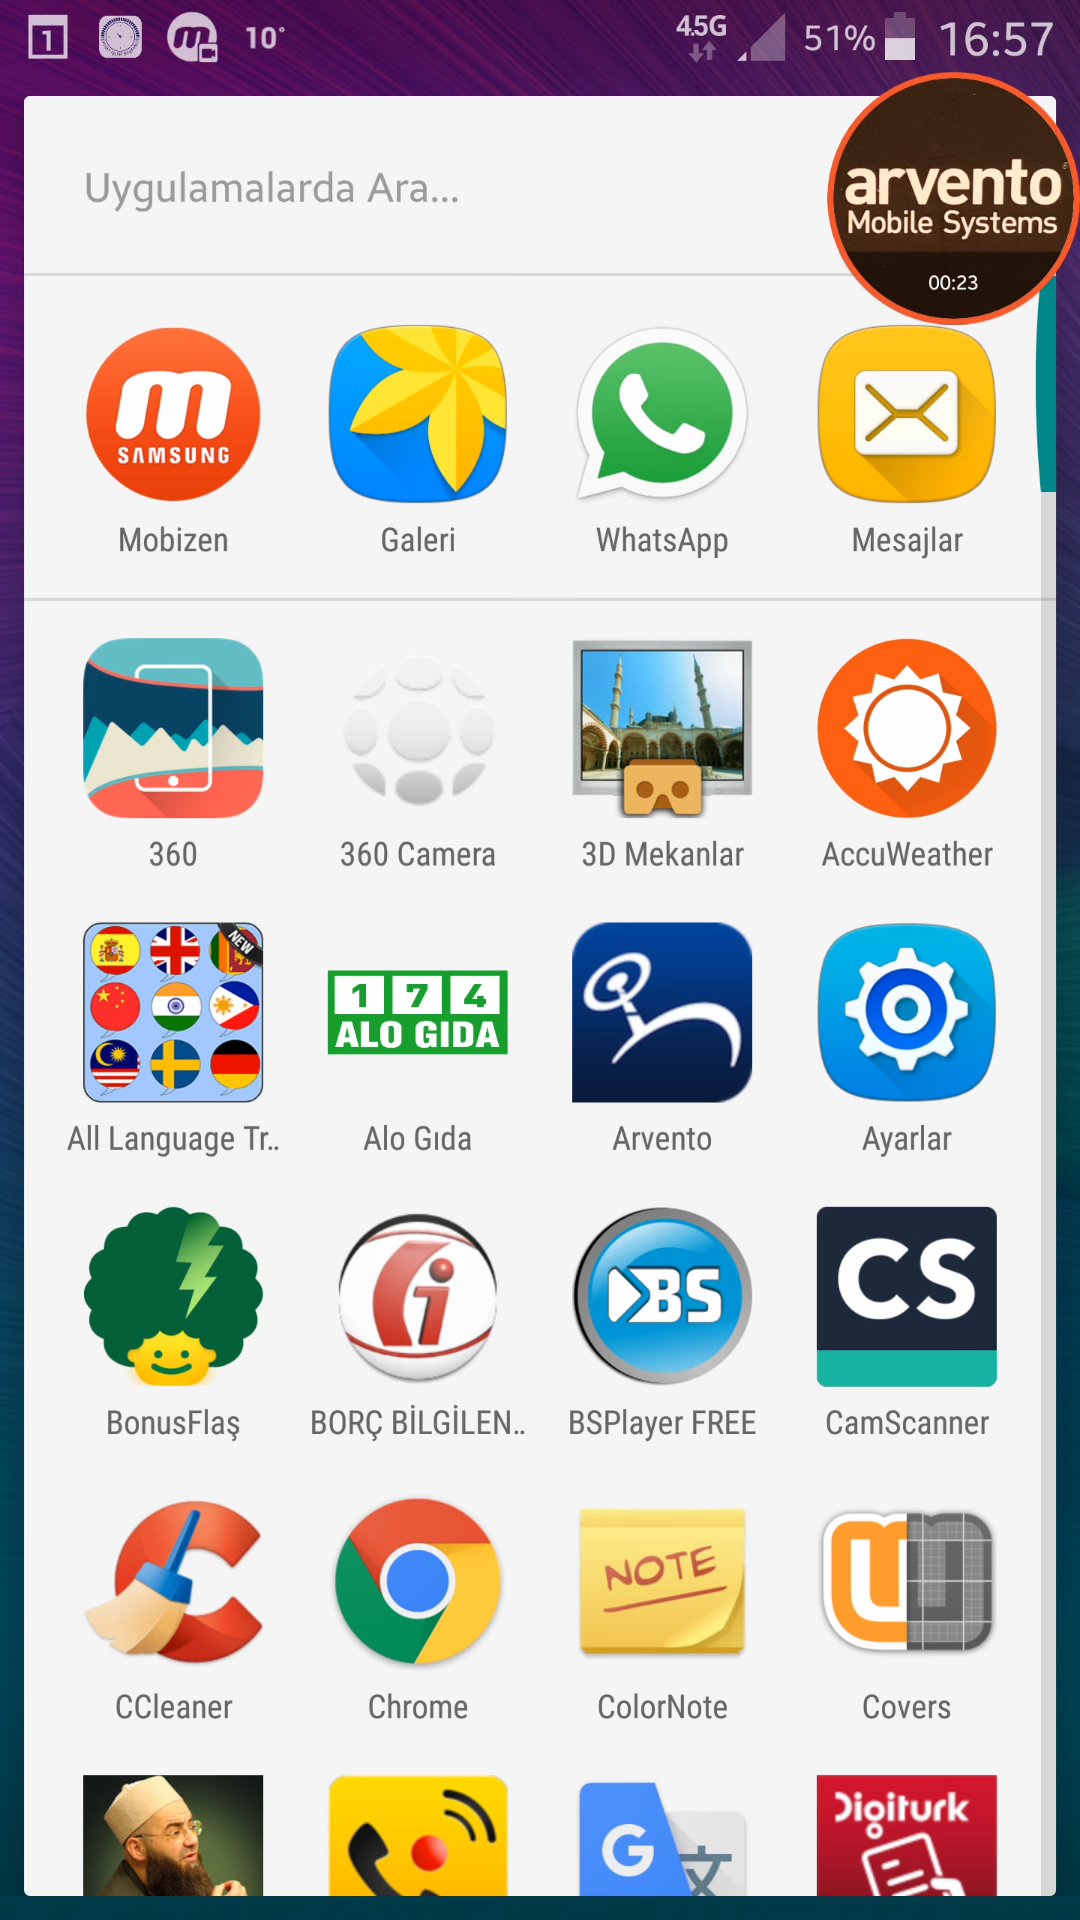 1 m 10° 4.5G 51% 16:57
Uygulamalarda Ara...
arvento
Mobile Systems
00:23
m
SAMSUNG
Mobizen Galeri WhatsApp Mesajlar
360 360 Camera 3D Mekanlar AccuWeather
NEW
1 7 4
ALO GIDA
All Language Tr.. Alo Gıda Arvento Ayarlar
i BS CS
BonusFlaş BORÇ BİLGİLEN.. BSPlayer FREE CamScanner
NOTE
CCleaner Chrome ColorNote Covers
G 文 Digiturk